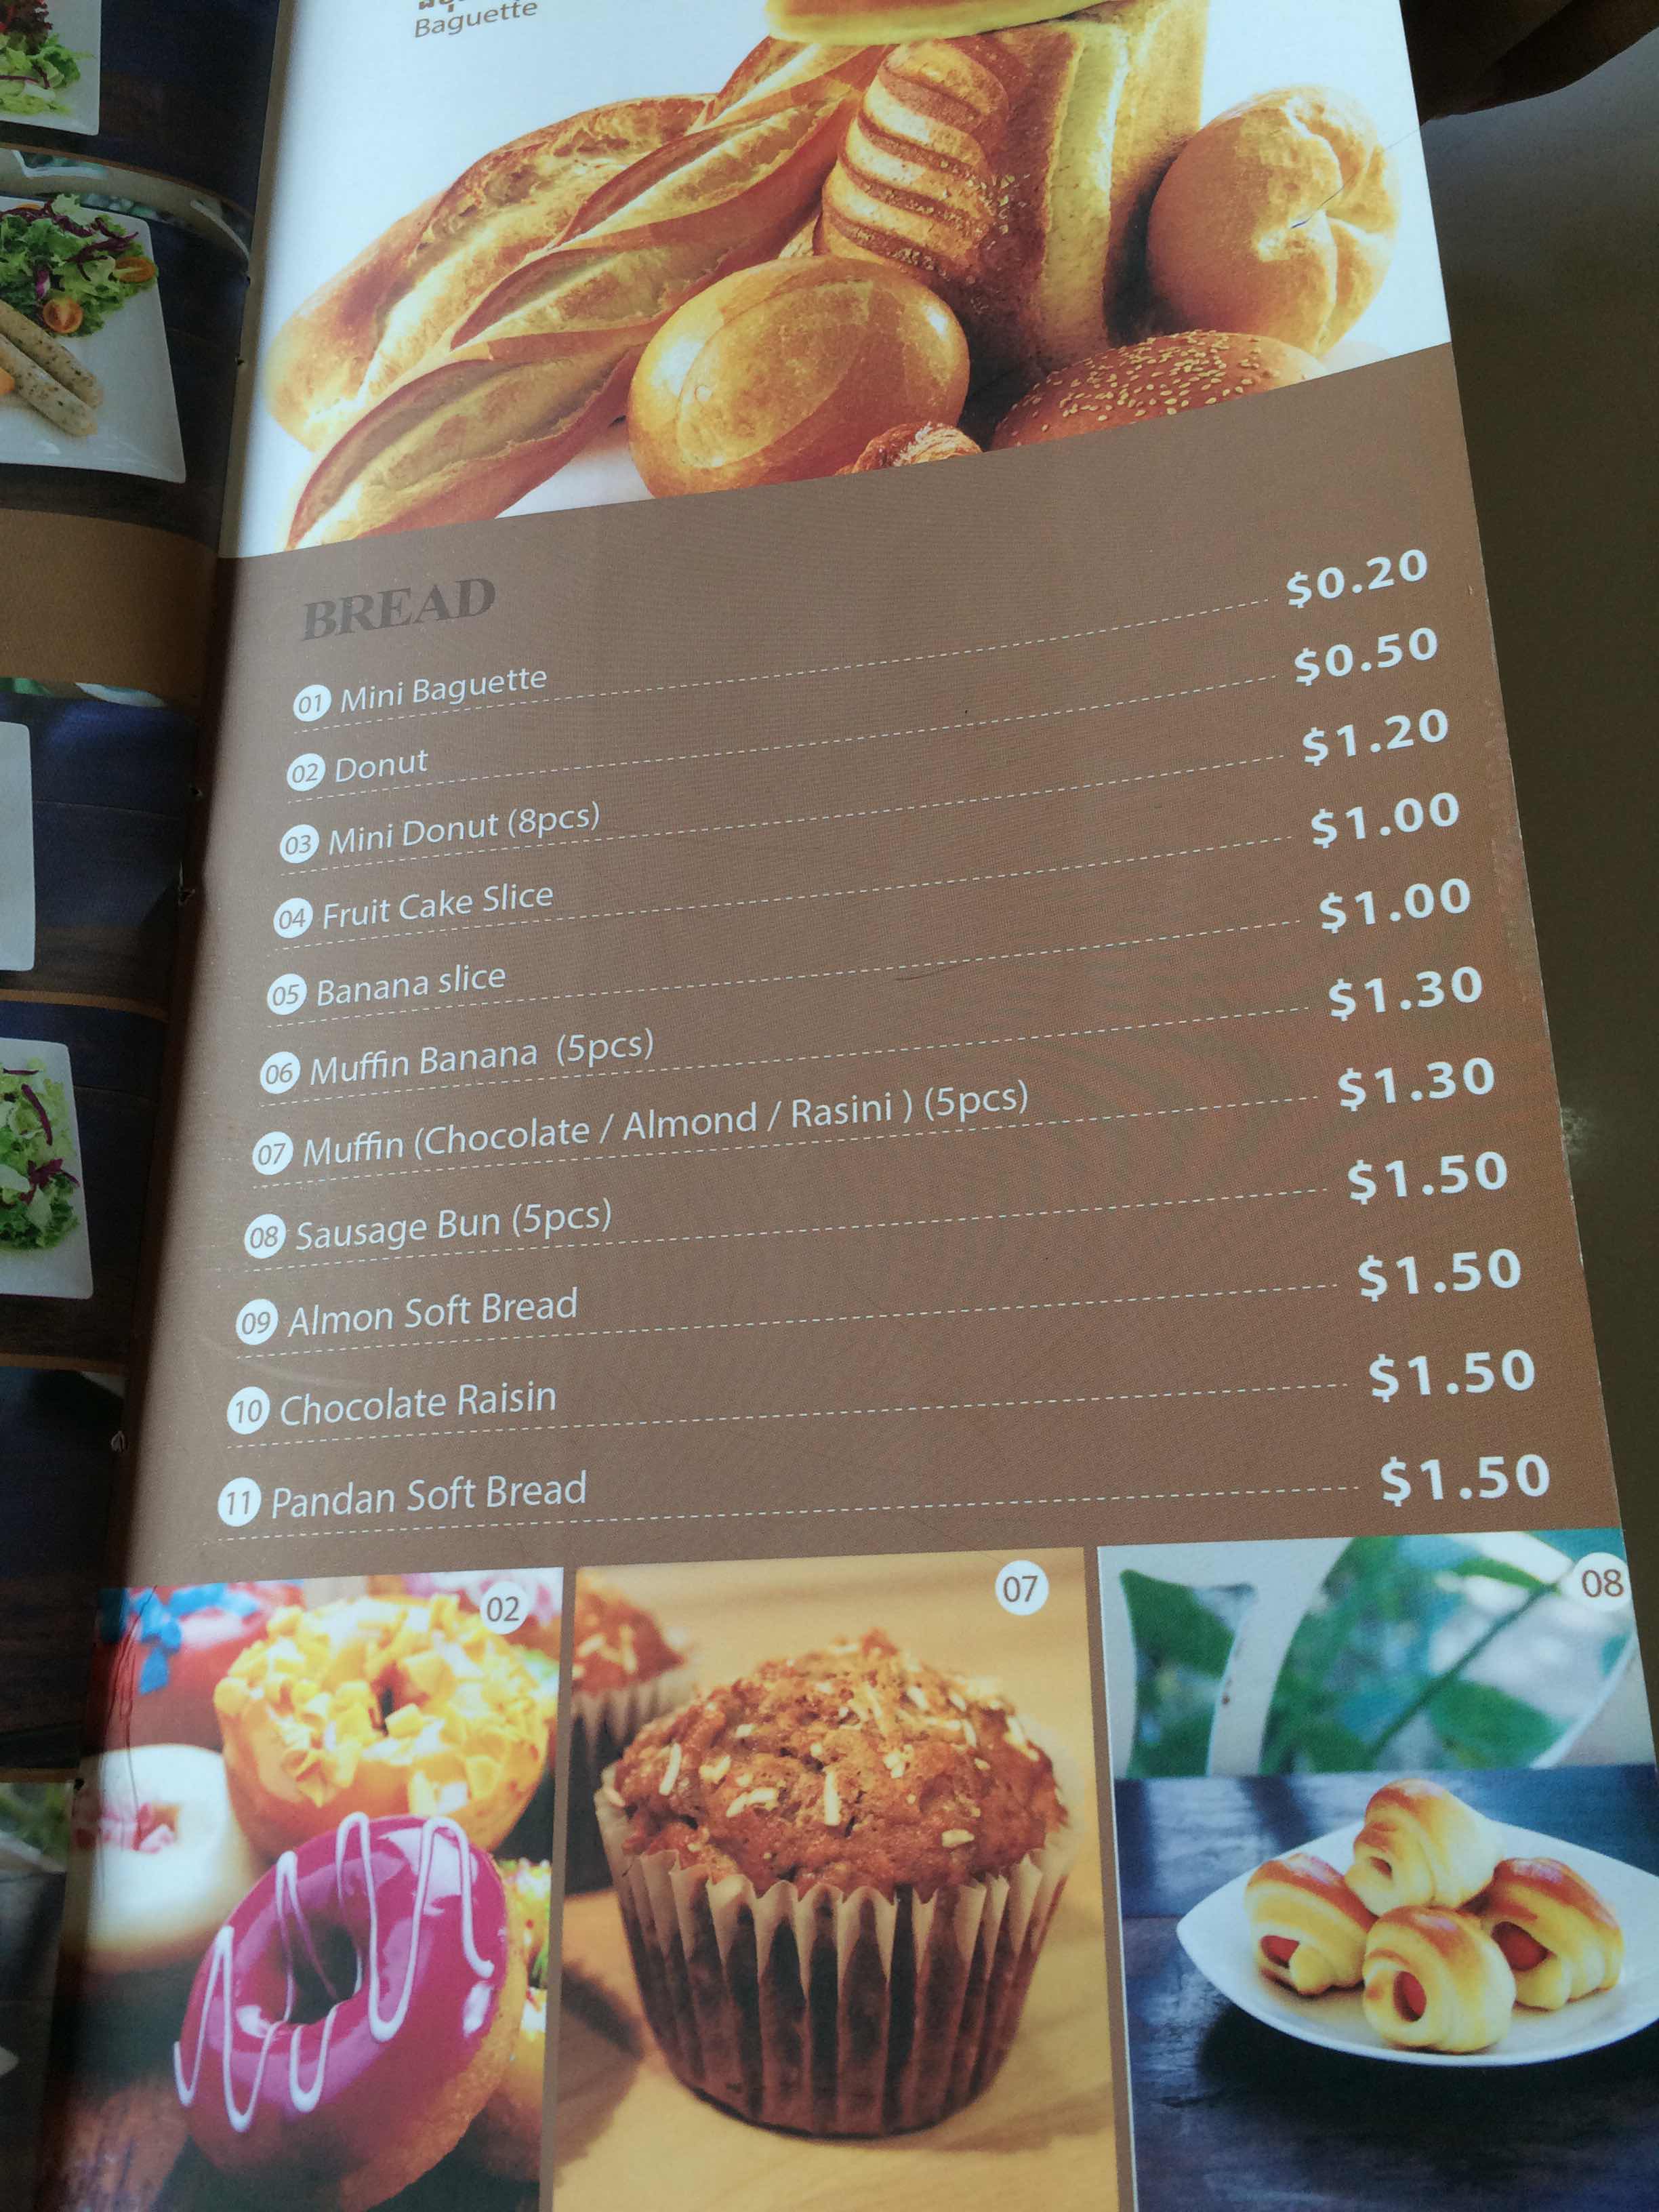 Baguette
BREAD
01 Mini Baguette $0.20
02 Donut $0.50
03 Mini Donut (8pcs) $1.20
04 Fruit Cake Slice $1.00
05 Banana slice $1.00
06 Muffin Banana (5pcs) $1.30
07 Muffin (Chocolate / Almond / Rasini ) (5pcs) $1.30
08 Sausage Bun (5pcs) $1.50
09 Almon Soft Bread $1.50
10 Chocolate Raisin $1.50
11 Pandan Soft Bread $1.50
02
07
08